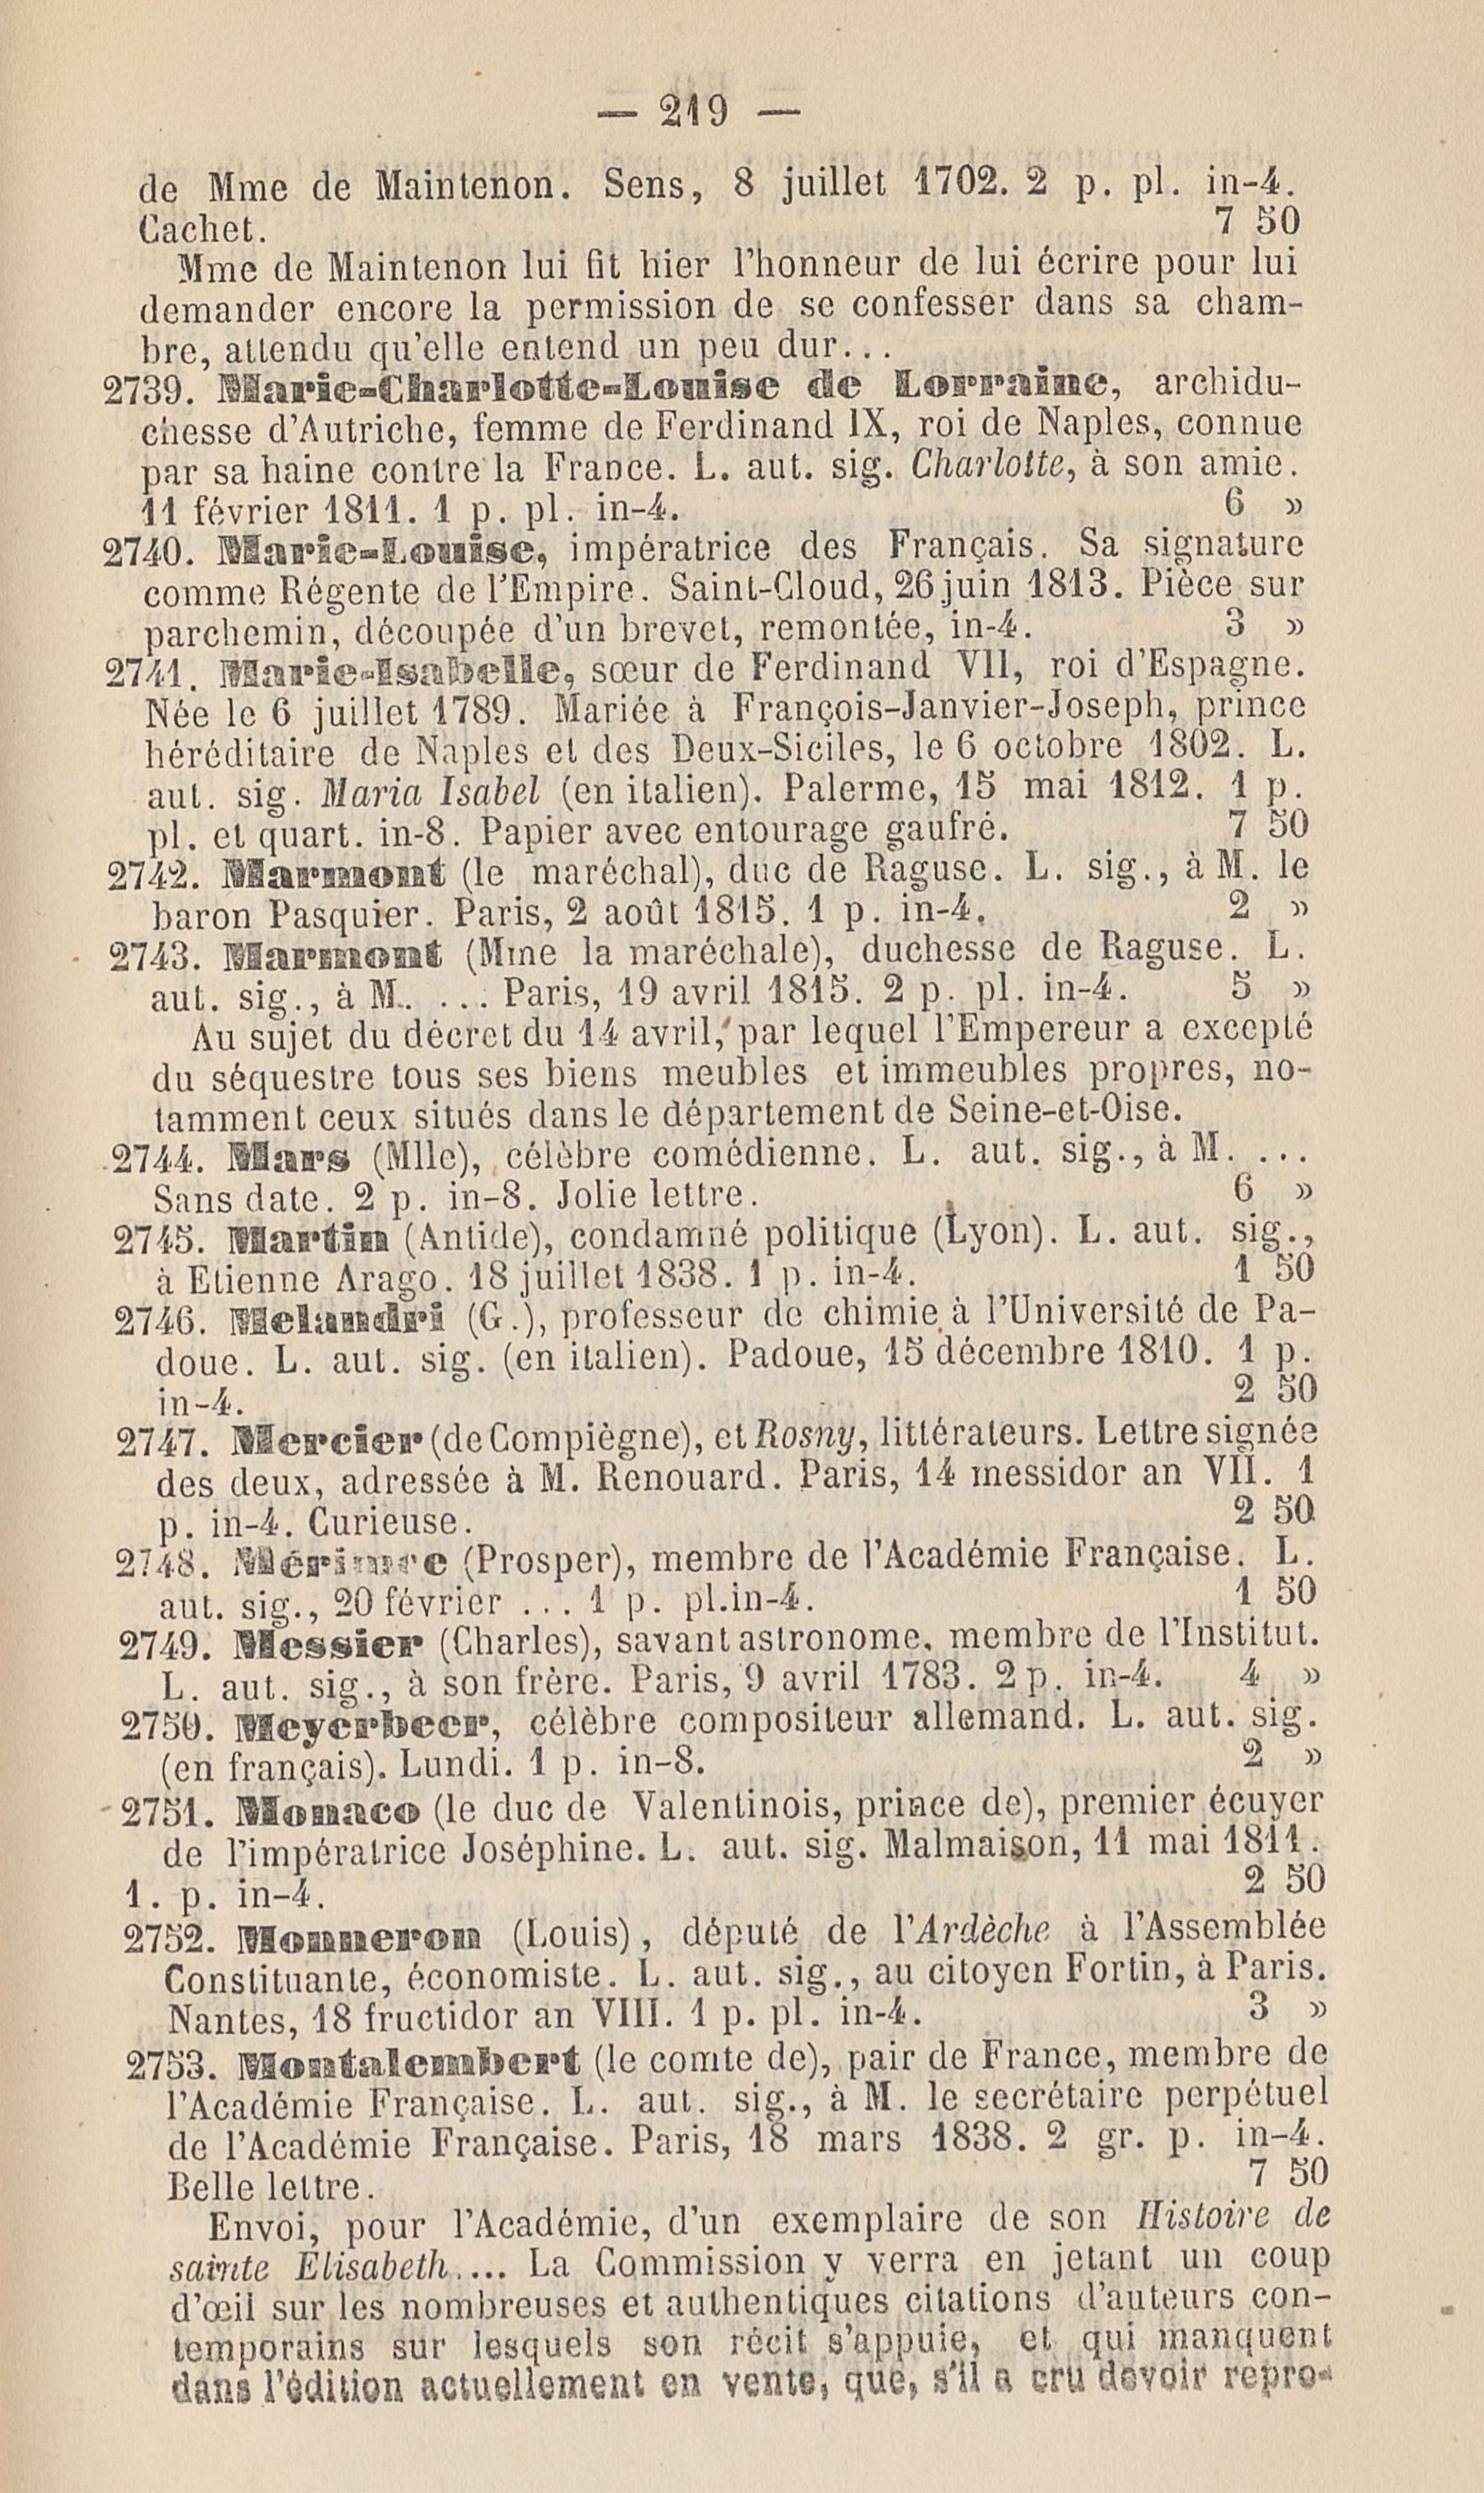 — 219 —
de Mme de Maintenon. Sens, 8 juillet 1702. 2 p. pl. in-4.
Cachet. 7 50
Mme de Maintenon lui fit hier l'honneur de lui écrire pour lui
demander encore la permission de se confesser dans sa cham-
bre, attendu qu'elle entend un peu dur...
2739. Marie-Charlotte-Louise de Lorraine, archidu-
chesse d'Autriche, femme de Ferdinand IX, roi de Naples, connue
par sa haine contre la France. L. aut. sig. Charlotte, à son amie.
11 février 1811. 1 p. pl. in-4. 6 »
2740. Marie-Louise, impératrice des Français. Sa signature
comme Régente de l'Empire. Saint-Cloud, 26 juin 1813. Pièce sur
parchemin, découpée d'un brevet, remontée, in-4. 3 »
2741. Marie-Isabelle, sœur de Ferdinand VII, roi d'Espagne.
Née le 6 juillet 1789. Mariée à François-Janvier-Joseph, prince
héréditaire de Naples et des Deux-Siciles, le 6 octobre 1802. L.
aut. sig. Maria Isabel (en italien). Palerme, 15 mai 1812. 1 p.
pl. et quart. in-8. Papier avec entourage gaufré. 7 50
2742. Marmont (le maréchal), duc de Raguse. L. sig., à M. le
baron Pasquier. Paris, 2 août 1815. 1 p. in-4. 2 »
2743. Marmont (Mme la maréchale), duchesse de Raguse. L.
aut. sig., à M. ... Paris, 19 avril 1815. 2 p. pl. in-4. 5 »
Au sujet du décret du 14 avril, par lequel l'Empereur a excepté
du séquestre tous ses biens meubles et immeubles propres, no-
tamment ceux situés dans le département de Seine-et-Oise.
2744. Mars (Mlle), célèbre comédienne. L. aut. sig., à M. ...
Sans date. 2 p. in-8. Jolie lettre. 6 »
2745. Martin (Antide), condamné politique (Lyon). L. aut. sig.,
à Etienne Arago. 18 juillet 1838. 1 p. in-4. 1 50
2746. Melandri (G.), professeur de chimie à l'Université de Pa-
doue. L. aut. sig. (en italien). Padoue, 15 décembre 1810. 1 p.
in-4. 2 50
2747. Mercier (de Compiègne), et Rosny, littérateurs. Lettre signée
des deux, adressée à M. Renouard. Paris, 14 messidor an VII. 1
p. in-4. Curieuse. 2 50
2748. Mérimée (Prosper), membre de l'Académie Française. L.
aut. sig., 20 février ... 1 p. pl. in-4. 1 50
2749. Messier (Charles), savant astronome, membre de l'Institut.
L. aut. sig., à son frère. Paris, 9 avril 1783. 2 p. in-4. 4 »
2750. Meyerbeer, célèbre compositeur allemand. L. aut. sig.
(en français). Lundi. 1 p. in-8. 2 »
2751. Monaco (le duc de Valentinois, prince de), premier écuyer
de l'impératrice Joséphine. L. aut. sig. Malmaison, 11 mai 1811.
1. p. in-4. 2 50
2752. Monneron (Louis), député de l'Ardèche à l'Assemblée
Constituante, économiste. L. aut. sig., au citoyen Fortin, à Paris.
Nantes, 18 fructidor an VIII. 1 p. pl. in-4. 3 »
2753. Montalembert (le comte de), pair de France, membre de
l'Académie Française. L. aut. sig., à M. le secrétaire perpétuel
de l'Académie Française. Paris, 18 mars 1838. 2 gr. p. in-4.
Belle lettre. 7 50
Envoi, pour l'Académie, d'un exemplaire de son Histoire de
sainte Elisabeth.... La Commission y verra en jetant un coup
d'œil sur les nombreuses et authentiques citations d'auteurs con-
temporains sur lesquels son récit s'appuie, et qui manquent
dans l'édition actuellement en vente, que, s'il a cru devoir repro-